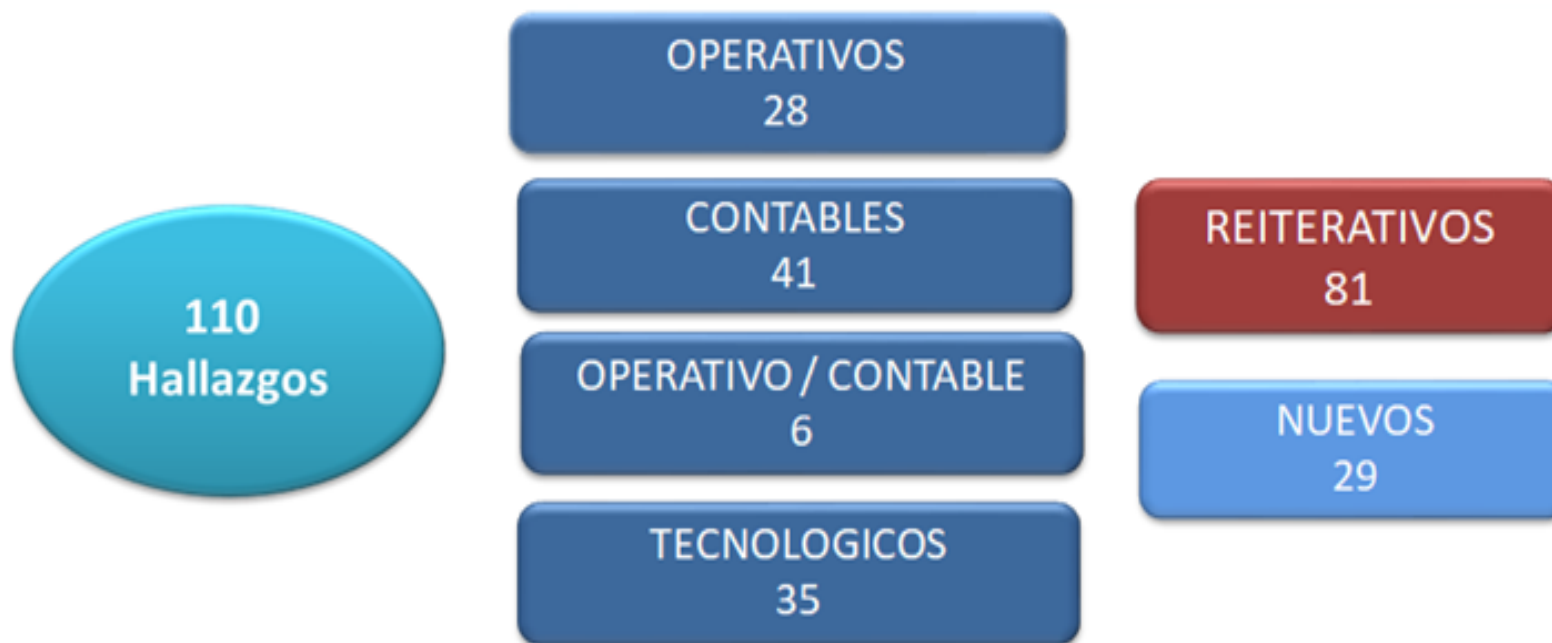 110
Hallazgos
OPERATIVOS
28
CONTABLES
41
OPERATIVO / CONTABLE
6
TECNOLOGICOS
35
REITERATIVOS
81
NUEVOS
29